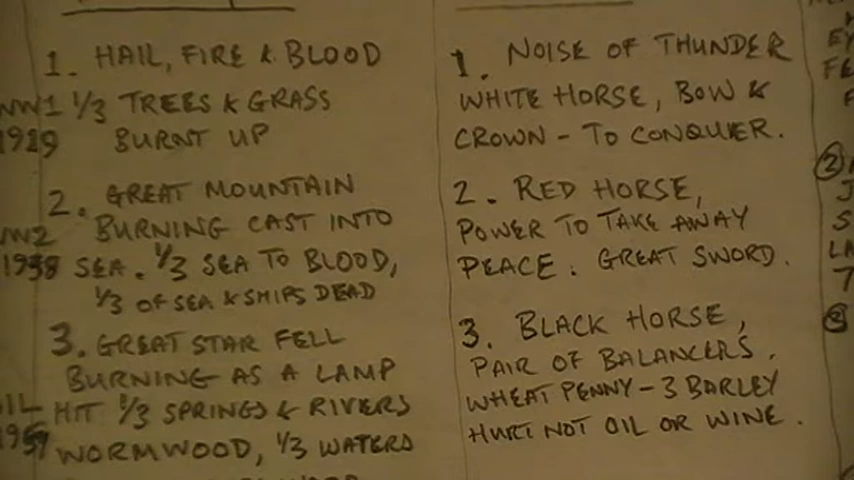 1. HAIL, FIRE & BLOOD
WW1 1/3 TREES & GRASS
BURNT UP
2. GREAT MOUNTAIN
WW2 BURNING CAST INTO
SEA. 1/3 SEA TO BLOOD,
1/3 OF SEA & SHIPS DEAD
3. GREAT STAR FELL
BURNING AS A LAMP
HIT 1/3 SPRINGS & RIVERS
WORMWOOD, 1/3 WATERS
1. NOISE OF THUNDER
WHITE HORSE, BOW &
CROWN - TO CONQUER.
2. RED HORSE,
POWER TO TAKE AWAY
PEACE. GREAT SWORD.
3. BLACK HORSE,
PAIR OF BALANCERS.
WHEAT PENNY - 3 BARLEY
HURT NOT OIL OR WINE.